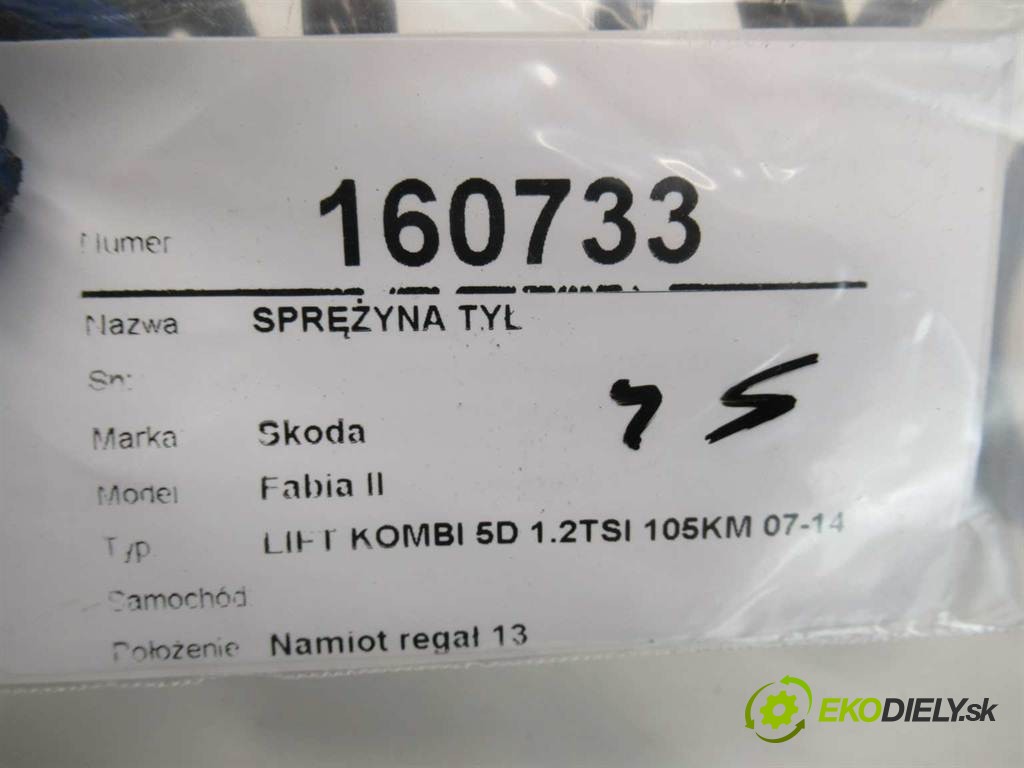 Numer 160733
Nazwa SPRĘŻYNA TYŁ
Sn:
75
Marka Skoda
Model Fabia II
Typ LIFT KOMBI 5D 1.2TSI 105KM 07-14
Samochód
Położenie Namiot regał 13
EKODIELY.sk